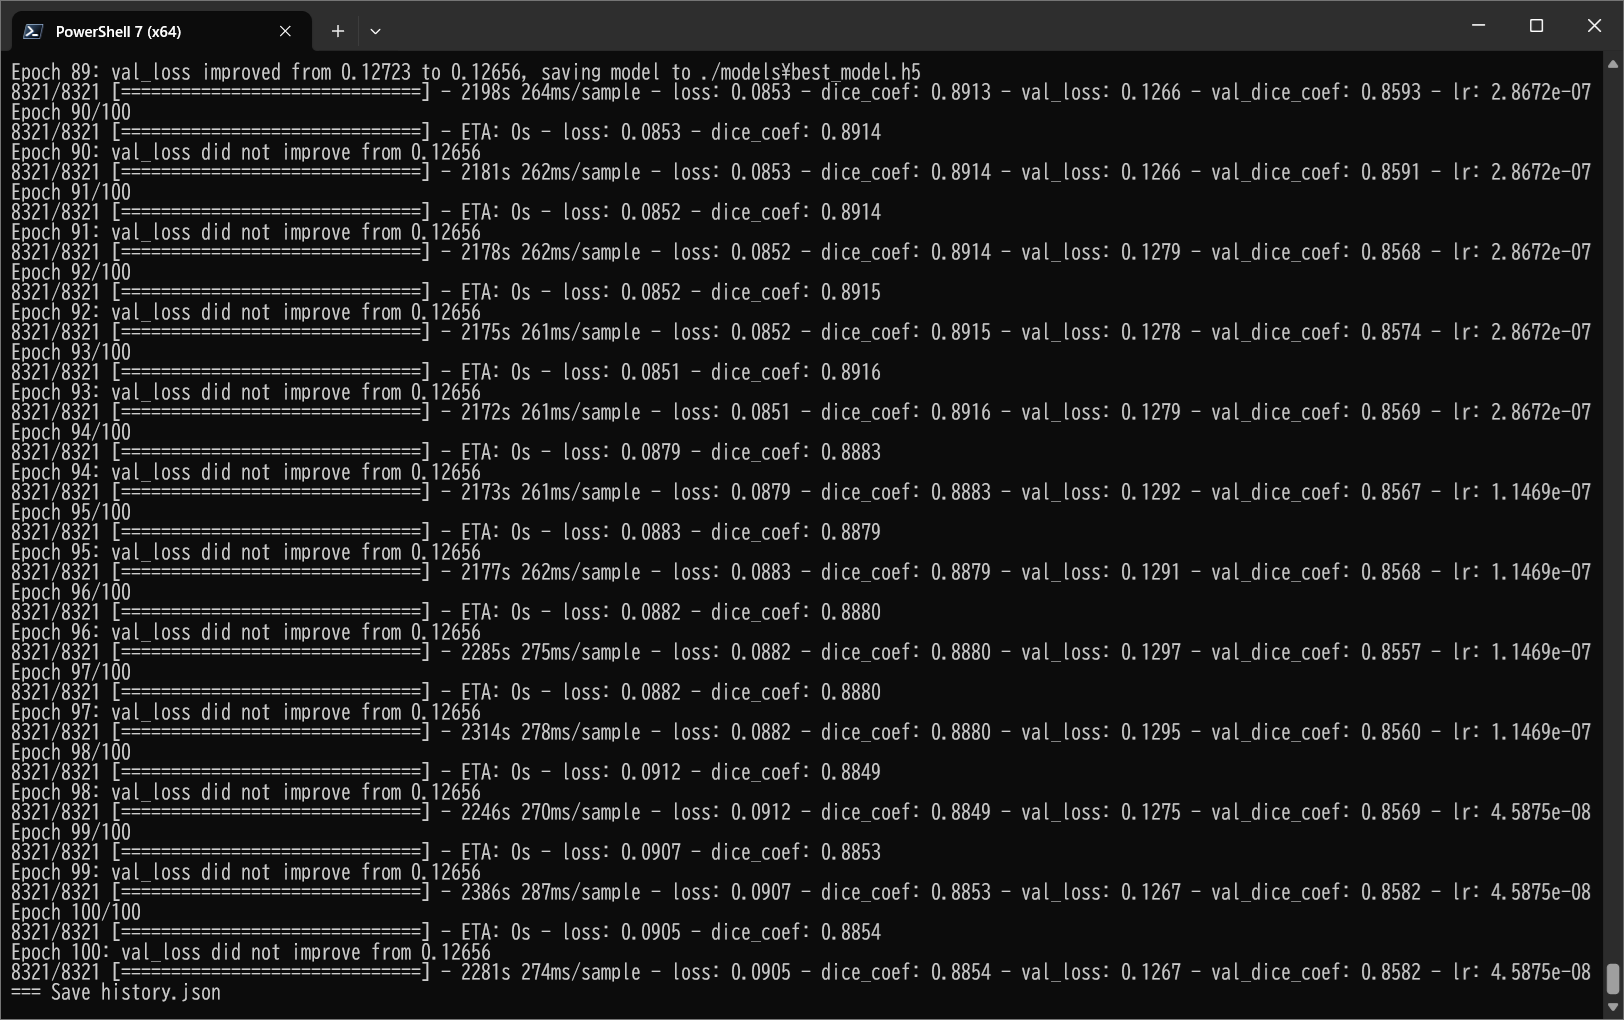 PowerShell 7 (x64)
Epoch 89: val_loss improved from 0.12723 to 0.12656, saving model to ./models¥best_model.h5
8321/8321 [==============================] - 2198s 264ms/sample - loss: 0.0853 - dice_coef: 0.8913 - val_loss: 0.1266 - val_dice_coef: 0.8593 - lr: 2.8672e-07
Epoch 90/100
8321/8321 [==============================] - ETA: 0s - loss: 0.0853 - dice_coef: 0.8914
Epoch 90: val_loss did not improve from 0.12656
8321/8321 [==============================] - 2181s 262ms/sample - loss: 0.0853 - dice_coef: 0.8914 - val_loss: 0.1266 - val_dice_coef: 0.8591 - lr: 2.8672e-07
Epoch 91/100
8321/8321 [==============================] - ETA: 0s - loss: 0.0852 - dice_coef: 0.8914
Epoch 91: val_loss did not improve from 0.12656
8321/8321 [==============================] - 2178s 262ms/sample - loss: 0.0852 - dice_coef: 0.8914 - val_loss: 0.1279 - val_dice_coef: 0.8568 - lr: 2.8672e-07
Epoch 92/100
8321/8321 [==============================] - ETA: 0s - loss: 0.0852 - dice_coef: 0.8915
Epoch 92: val_loss did not improve from 0.12656
8321/8321 [==============================] - 2175s 261ms/sample - loss: 0.0852 - dice_coef: 0.8915 - val_loss: 0.1278 - val_dice_coef: 0.8574 - lr: 2.8672e-07
Epoch 93/100
8321/8321 [==============================] - ETA: 0s - loss: 0.0851 - dice_coef: 0.8916
Epoch 93: val_loss did not improve from 0.12656
8321/8321 [==============================] - 2172s 261ms/sample - loss: 0.0851 - dice_coef: 0.8916 - val_loss: 0.1279 - val_dice_coef: 0.8569 - lr: 2.8672e-07
Epoch 94/100
8321/8321 [==============================] - ETA: 0s - loss: 0.0879 - dice_coef: 0.8883
Epoch 94: val_loss did not improve from 0.12656
8321/8321 [==============================] - 2173s 261ms/sample - loss: 0.0879 - dice_coef: 0.8883 - val_loss: 0.1292 - val_dice_coef: 0.8567 - lr: 1.1469e-07
Epoch 95/100
8321/8321 [==============================] - ETA: 0s - loss: 0.0883 - dice_coef: 0.8879
Epoch 95: val_loss did not improve from 0.12656
8321/8321 [==============================] - 2177s 262ms/sample - loss: 0.0883 - dice_coef: 0.8879 - val_loss: 0.1291 - val_dice_coef: 0.8568 - lr: 1.1469e-07
Epoch 96/100
8321/8321 [==============================] - ETA: 0s - loss: 0.0882 - dice_coef: 0.8880
Epoch 96: val_loss did not improve from 0.12656
8321/8321 [==============================] - 2285s 275ms/sample - loss: 0.0882 - dice_coef: 0.8880 - val_loss: 0.1297 - val_dice_coef: 0.8557 - lr: 1.1469e-07
Epoch 97/100
8321/8321 [==============================] - ETA: 0s - loss: 0.0882 - dice_coef: 0.8880
Epoch 97: val_loss did not improve from 0.12656
8321/8321 [==============================] - 2314s 278ms/sample - loss: 0.0882 - dice_coef: 0.8880 - val_loss: 0.1295 - val_dice_coef: 0.8560 - lr: 1.1469e-07
Epoch 98/100
8321/8321 [==============================] - ETA: 0s - loss: 0.0912 - dice_coef: 0.8849
Epoch 98: val_loss did not improve from 0.12656
8321/8321 [==============================] - 2246s 270ms/sample - loss: 0.0912 - dice_coef: 0.8849 - val_loss: 0.1275 - val_dice_coef: 0.8569 - lr: 4.5875e-08
Epoch 99/100
8321/8321 [==============================] - ETA: 0s - loss: 0.0907 - dice_coef: 0.8853
Epoch 99: val_loss did not improve from 0.12656
8321/8321 [==============================] - 2386s 287ms/sample - loss: 0.0907 - dice_coef: 0.8853 - val_loss: 0.1267 - val_dice_coef: 0.8582 - lr: 4.5875e-08
Epoch 100/100
8321/8321 [==============================] - ETA: 0s - loss: 0.0905 - dice_coef: 0.8854
Epoch 100: val_loss did not improve from 0.12656
8321/8321 [==============================] - 2281s 274ms/sample - loss: 0.0905 - dice_coef: 0.8854 - val_loss: 0.1267 - val_dice_coef: 0.8582 - lr: 4.5875e-08
=== Save history.json